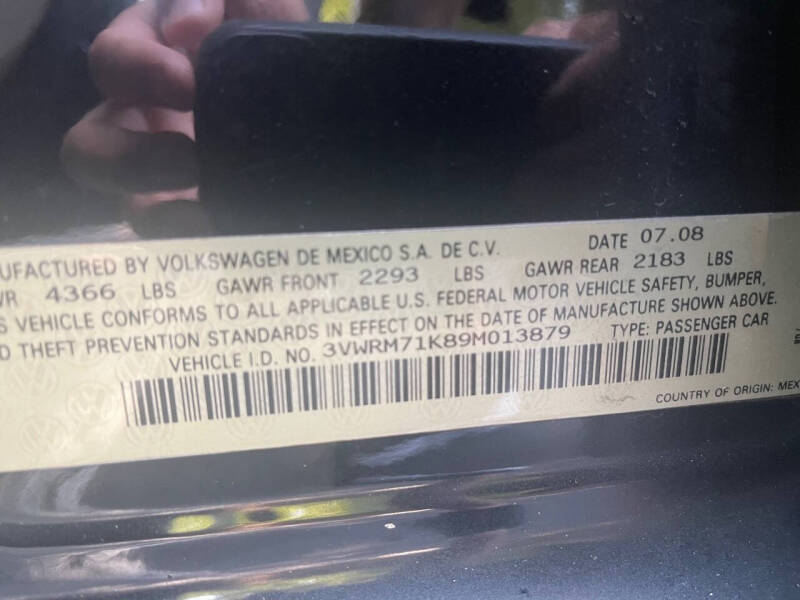 UFACTURED BY VOLKSWAGEN DE MEXICO S.A. DE C.V. DATE 07.08
WR 4366 LBS GAWR FRONT 2293 LBS GAWR REAR 2183 LBS
S VEHICLE CONFORMS TO ALL APPLICABLE U.S. FEDERAL MOTOR VEHICLE SAFETY, BUMPER,
D THEFT PREVENTION STANDARDS IN EFFECT ON THE DATE OF MANUFACTURE SHOWN ABOVE.
VEHICLE I.D. NO. 3VWRM71K89M013879 TYPE: PASSENGER CAR
COUNTRY OF ORIGIN: MEX